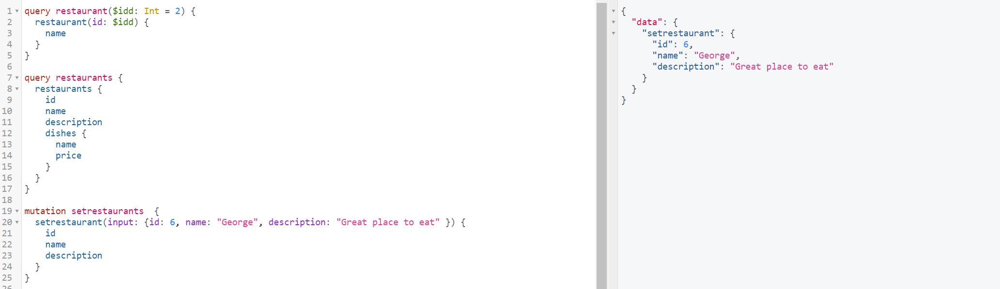 1 query restaurant($idd: Int = 2) {
2 restaurant(id: $idd) {
3 name
4 }
5 }
6
7 query restaurants {
8 restaurants {
9 id
10 name
11 description
12 dishes {
13 name
14 price
15 }
16 }
17 }
18
19 mutation setrestaurants  {
20 setrestaurant(input: {id: 6, name: "George", description: "Great place to eat" }) {
21 id
22 name
23 description
24 }
25 }
26
{
"data": {
"setrestaurant": {
"id": 6,
"name": "George",
"description": "Great place to eat"
}
}
}